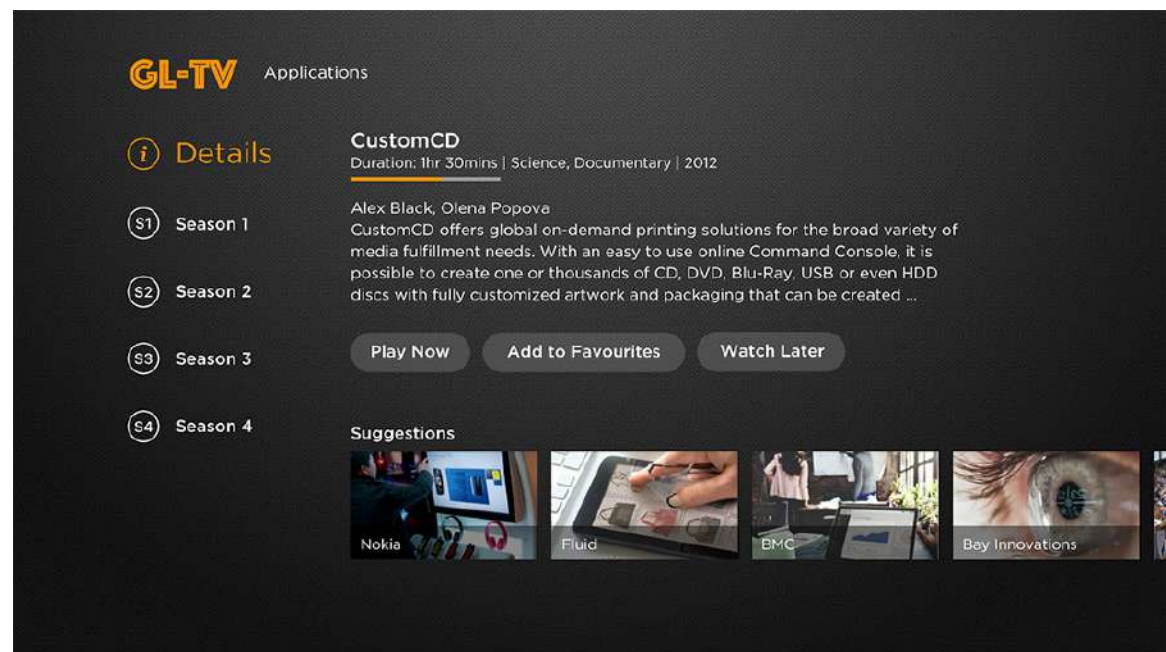 GL-TV Applications
i Details
S1 Season 1
S2 Season 2
S3 Season 3
S4 Season 4
CustomCD
Duration: 1hr 30mins | Science, Documentary | 2012
Alex Black, Olena Popova
CustomCD offers global on-demand printing solutions for the broad variety of
media fulfillment needs. With an easy to use online Command Console, it is
possible to create one or thousands of CD, DVD, Blu-Ray, USB or even HDD
discs with fully customized artwork and packaging that can be created ...
Play Now Add to Favourites Watch Later
Suggestions
Nokia Fluid BMC Bay Innovations